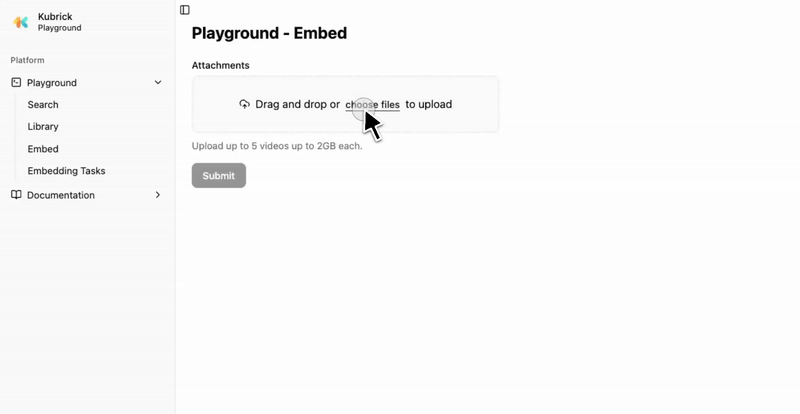 Kubrick
Playground
Platform
Playground
Search
Library
Embed
Embedding Tasks
Documentation
Playground - Embed
Attachments
Drag and drop or choose files to upload
Upload up to 5 videos up to 2GB each.
Submit